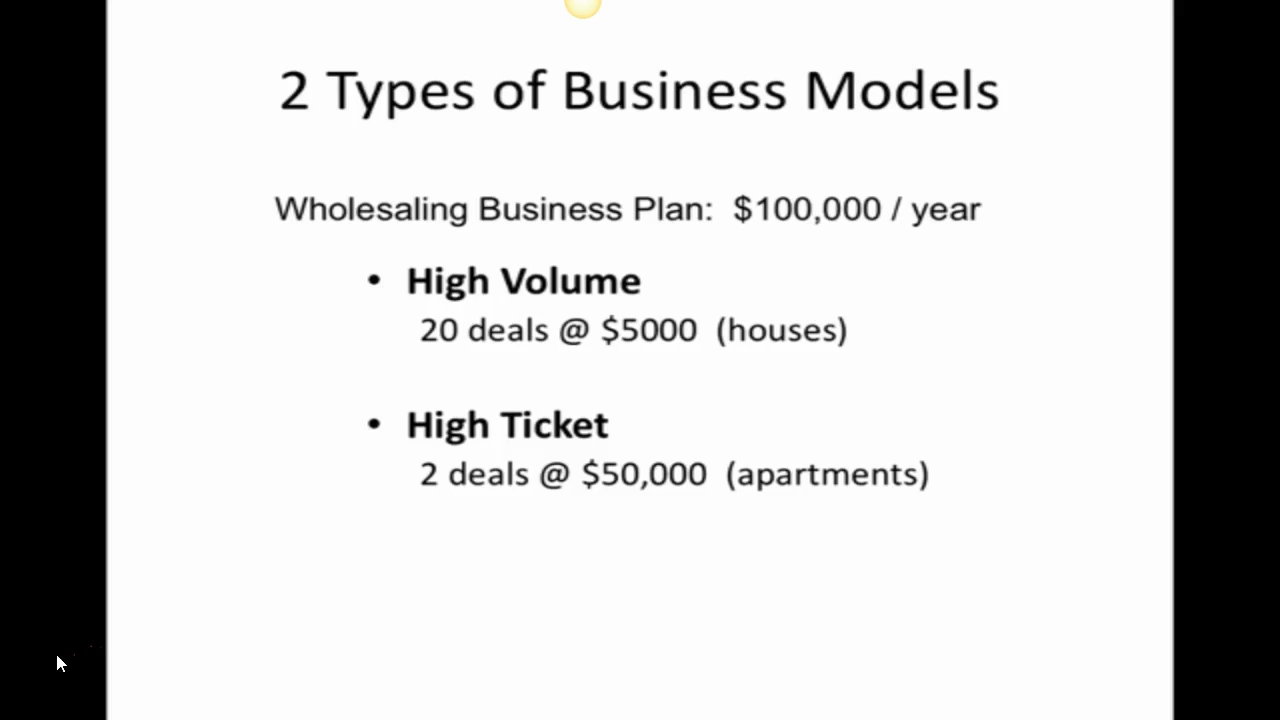 2 Types of Business Models
Wholesaling Business Plan: $100,000 / year
• High Volume
20 deals @ $5000 (houses)
• High Ticket
2 deals @ $50,000 (apartments)